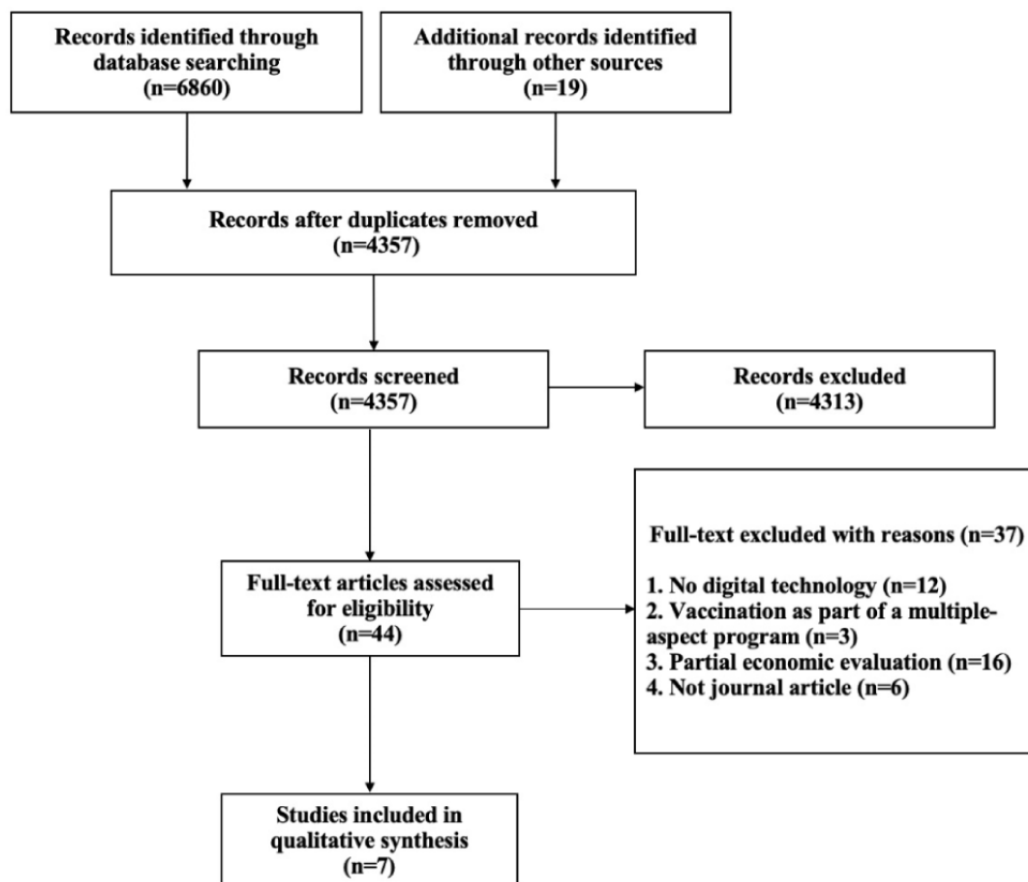 Records identified through
database searching
(n=6860)
Additional records identified
through other sources
(n=19)
Records after duplicates removed
(n=4357)
Records screened
(n=4357)
Records excluded
(n=4313)
Full-text articles assessed
for eligibility
(n=44)
Full-text excluded with reasons (n=37)
1. No digital technology (n=12)
2. Vaccination as part of a multiple-
aspect program (n=3)
3. Partial economic evaluation (n=16)
4. Not journal article (n=6)
Studies included in
qualitative synthesis
(n=7)